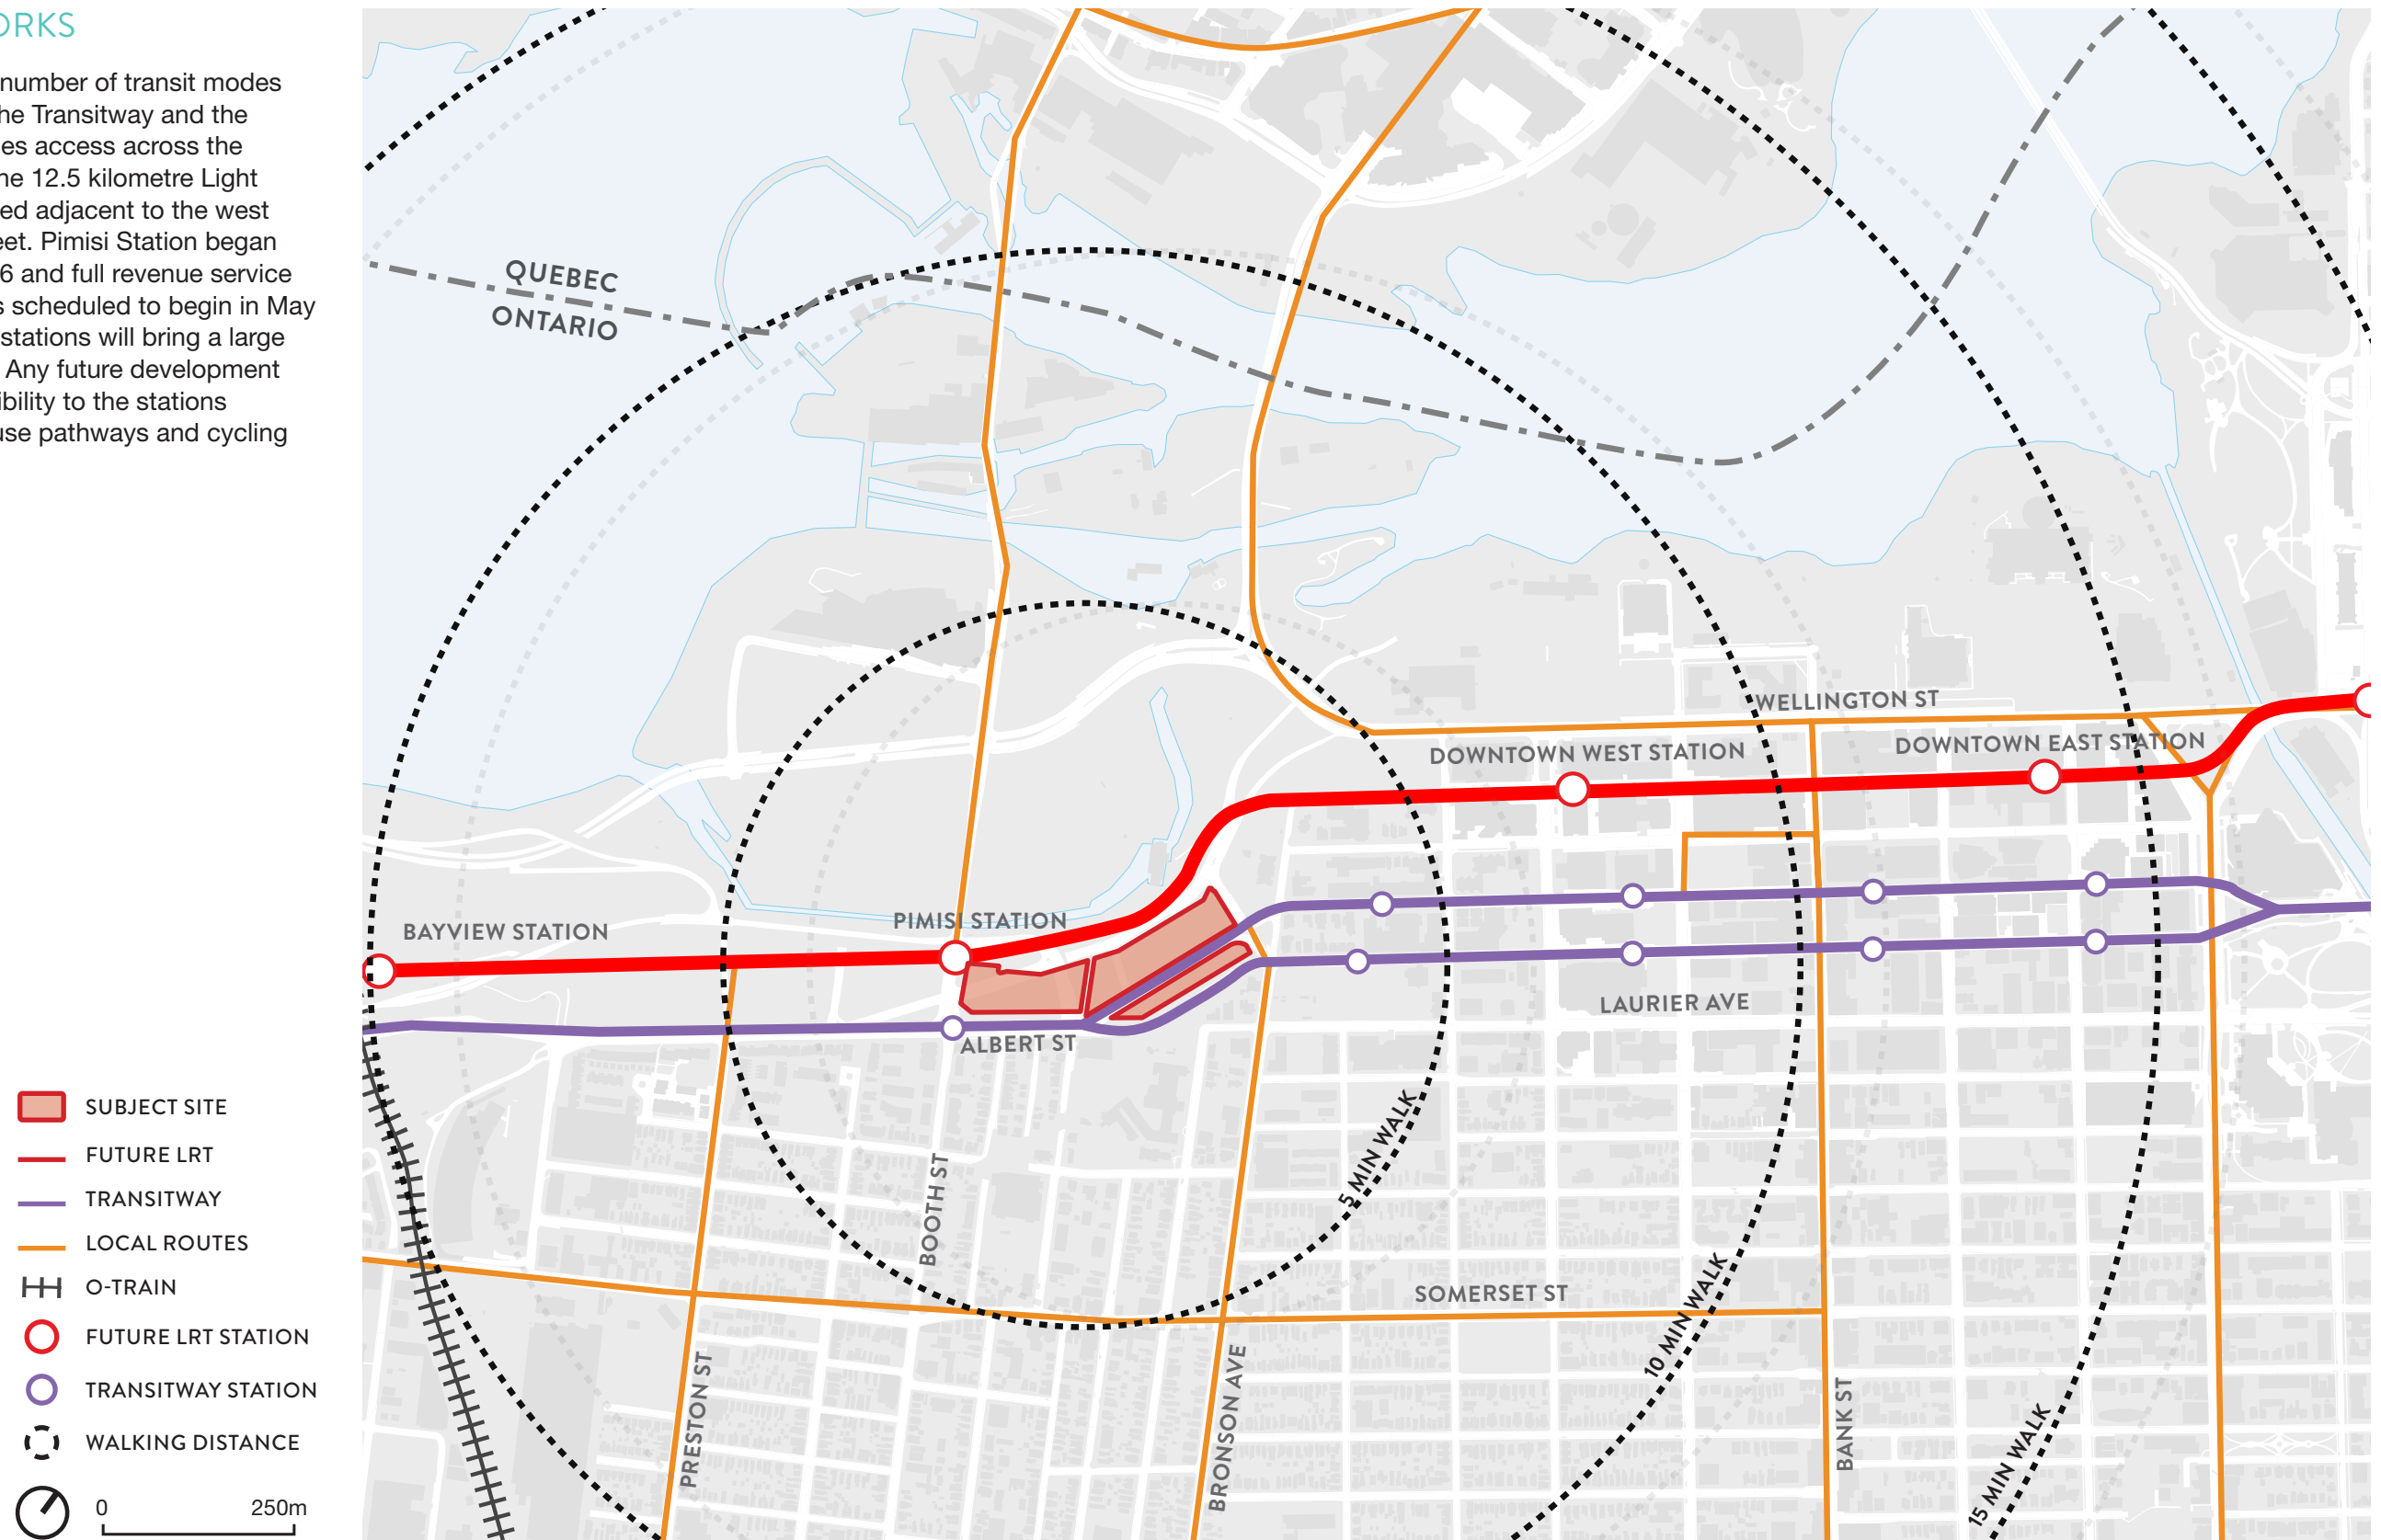 ORKS
number of transit modes
he Transitway and the
es access across the
ne 12.5 kilometre Light
ed adjacent to the west
eet. Pimisi Station began
6 and full revenue service
s scheduled to begin in May
stations will bring a large
Any future development
ibility to the stations
use pathways and cycling
QUEBEC
ONTARIO
WELLINGTON ST
DOWNTOWN WEST STATION
DOWNTOWN EAST STATION
PIMISI STATION
BAYVIEW STATION
LAURIER AVE
ALBERT ST
5 MIN WALK
BOOTH ST
SOMERSET ST
10 MIN WALK
PRESTON ST
BRONSON AVE
BANK ST
15 MIN WALK
SUBJECT SITE
FUTURE LRT
TRANSITWAY
LOCAL ROUTES
O-TRAIN
FUTURE LRT STATION
TRANSITWAY STATION
WALKING DISTANCE
0 250m